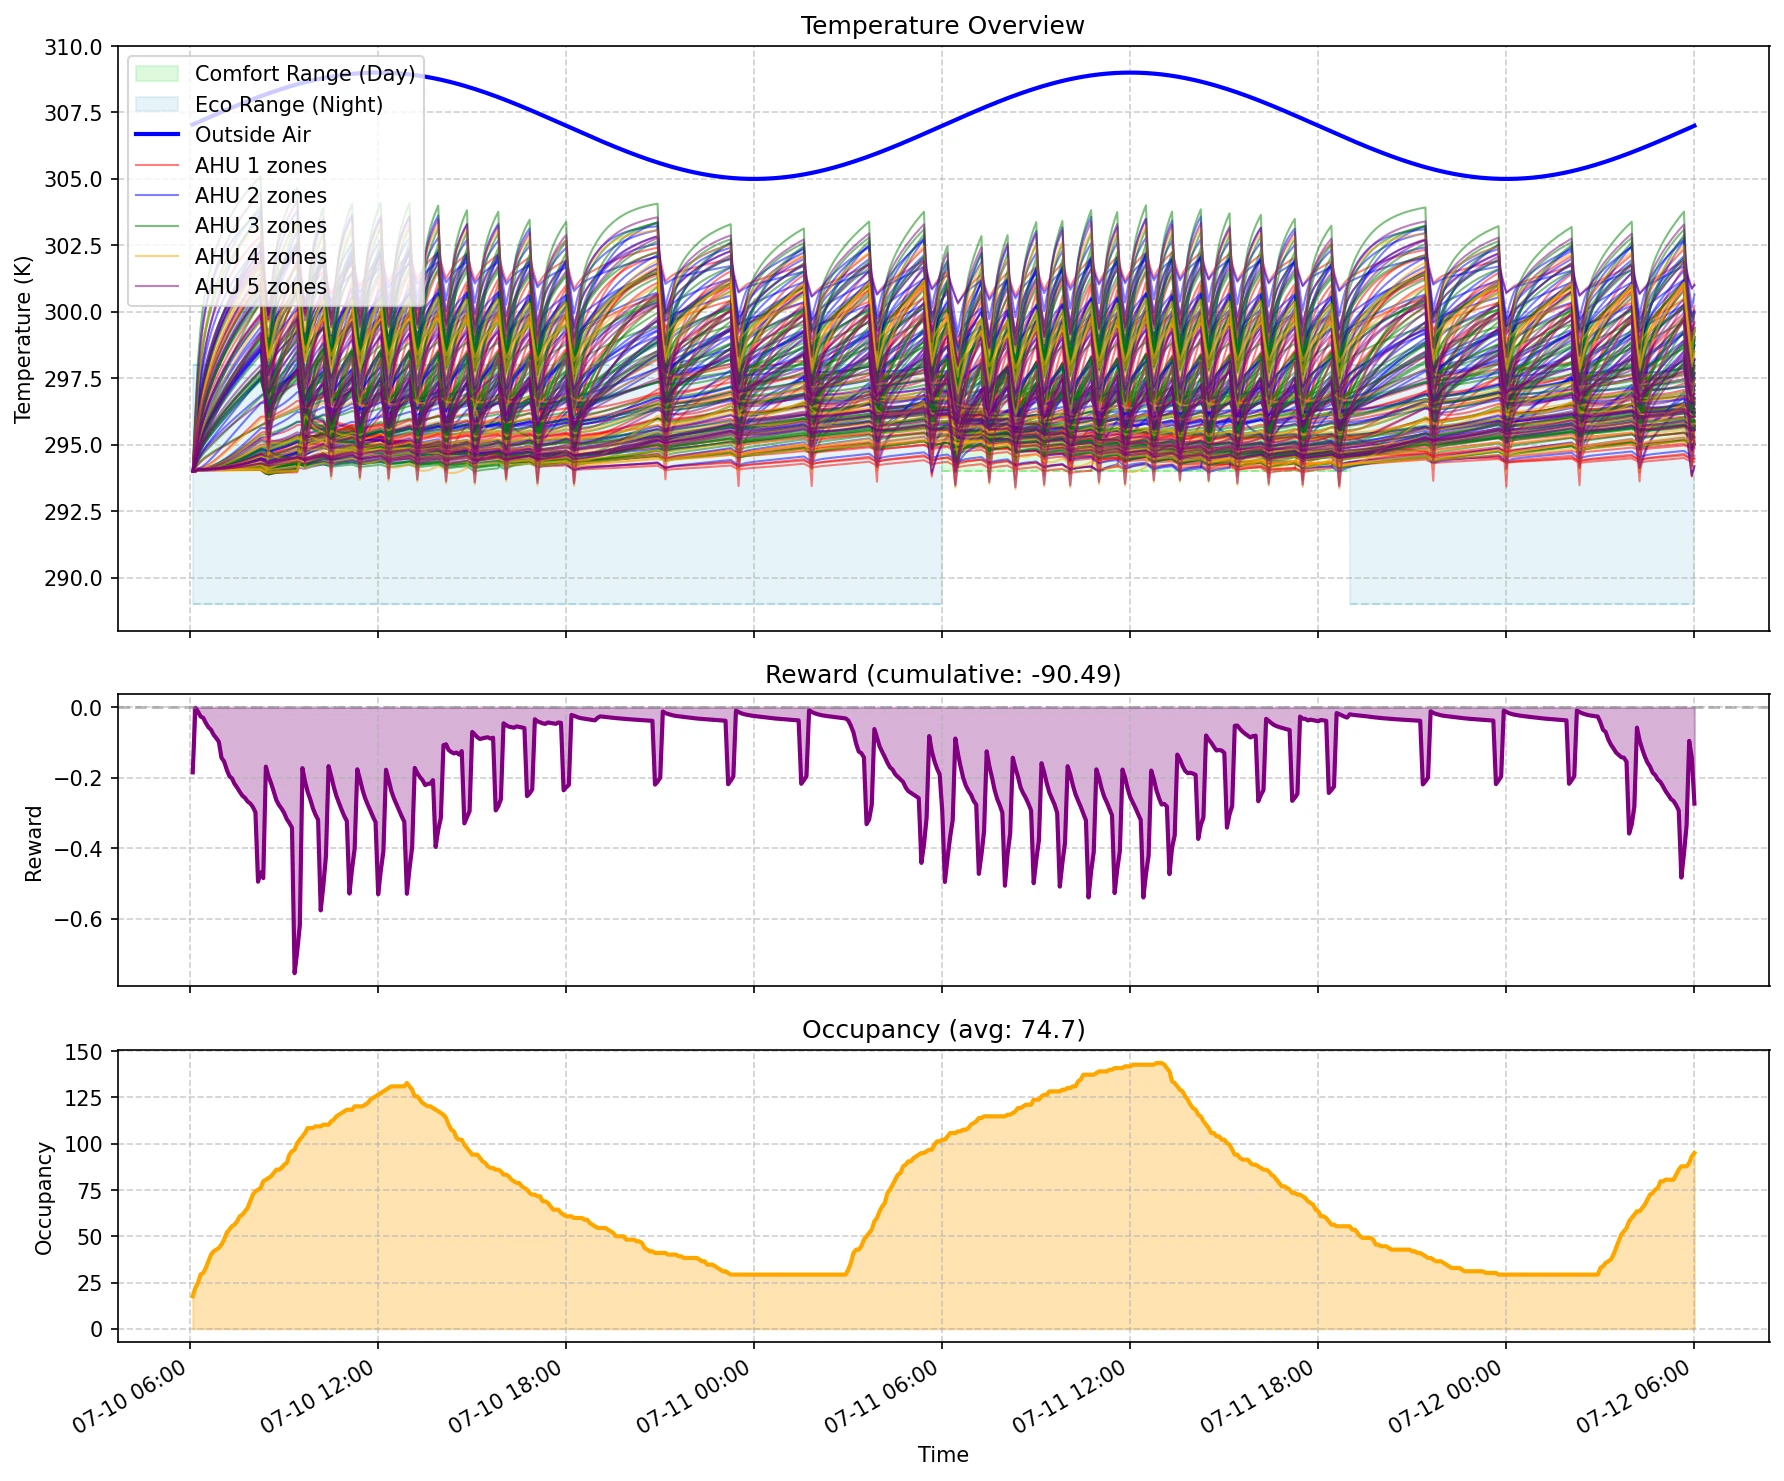 Temperature Overview
310.0
307.5
305.0
302.5
300.0
297.5
295.0
292.5
290.0
Temperature (K)
Comfort Range (Day)
Eco Range (Night)
Outside Air
AHU 1 zones
AHU 2 zones
AHU 3 zones
AHU 4 zones
AHU 5 zones
Reward (cumulative: -90.49)
0.0
−0.2
−0.4
−0.6
Reward
Occupancy (avg: 74.7)
150
125
100
75
50
25
0
Occupancy
07-10 06:00
07-10 12:00
07-10 18:00
07-11 00:00
07-11 06:00
07-11 12:00
07-11 18:00
07-12 00:00
07-12 06:00
Time